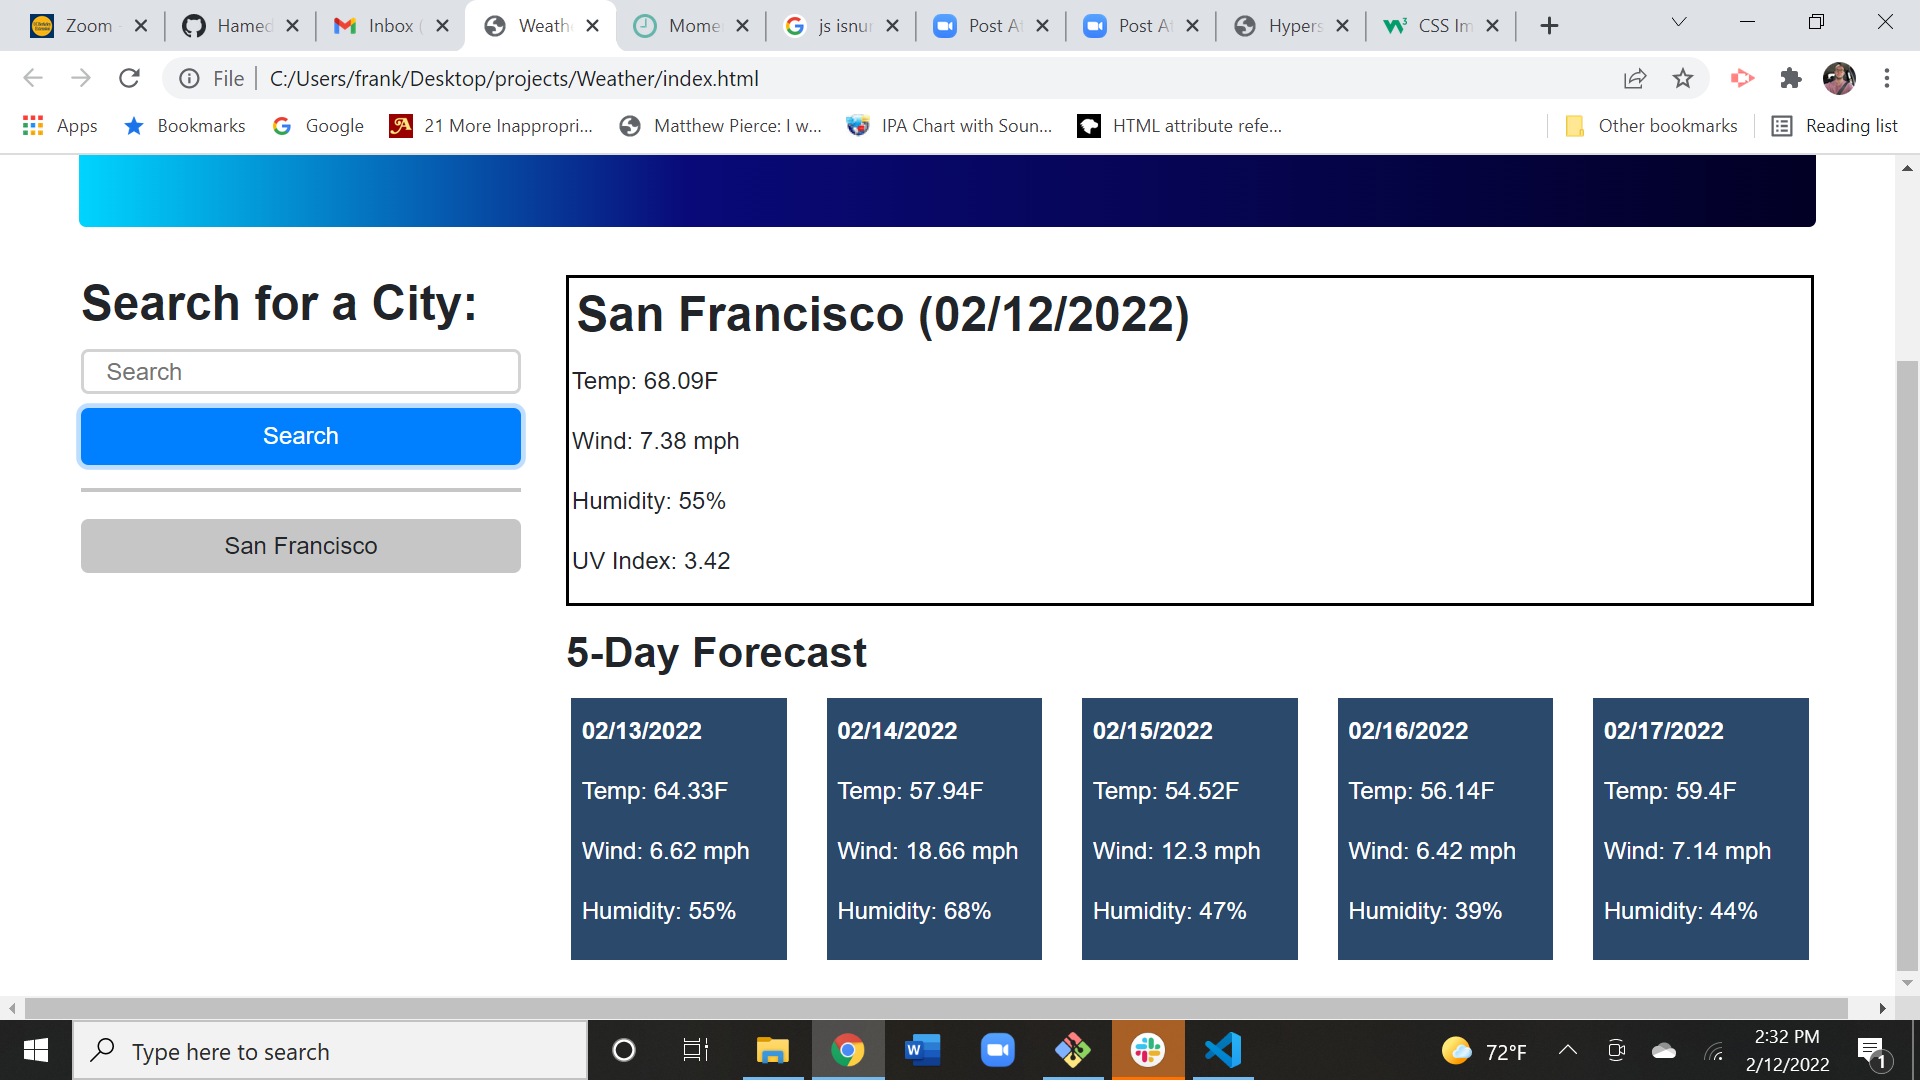 Zoom
Hamed
Inbox (
Weathe
Mome
js isnu
Post At
Post At
Hypers
CSS Im
File
C:/Users/frank/Desktop/projects/Weather/index.html
Apps
Bookmarks
Google
21 More Inappropri...
Matthew Pierce: I w...
IPA Chart with Soun...
HTML attribute refe...
Other bookmarks
Reading list
Search for a City:
Search
Search
San Francisco
San Francisco (02/12/2022)
Temp: 68.09F
Wind: 7.38 mph
Humidity: 55%
UV Index: 3.42
5-Day Forecast
02/13/2022
Temp: 64.33F
Wind: 6.62 mph
Humidity: 55%
02/14/2022
Temp: 57.94F
Wind: 18.66 mph
Humidity: 68%
02/15/2022
Temp: 54.52F
Wind: 12.3 mph
Humidity: 47%
02/16/2022
Temp: 56.14F
Wind: 6.42 mph
Humidity: 39%
02/17/2022
Temp: 59.4F
Wind: 7.14 mph
Humidity: 44%
Type here to search
72°F
2:32 PM
2/12/2022
1